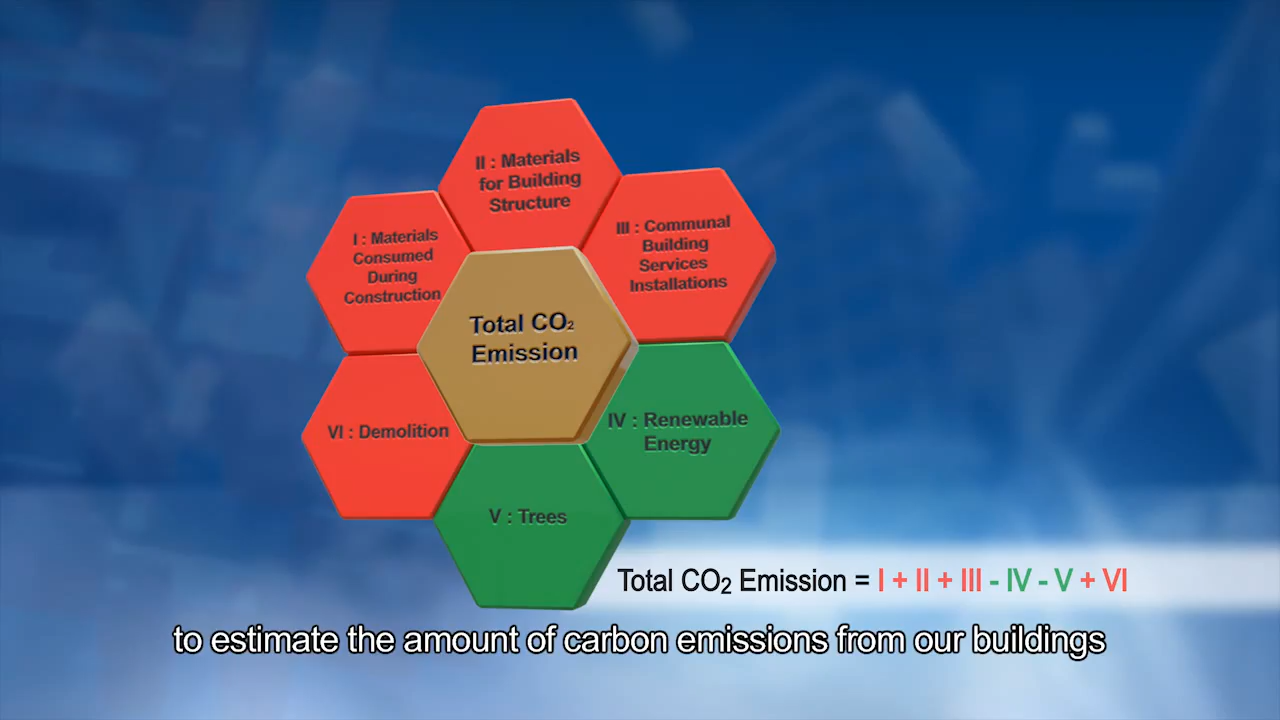 II : Materials
for Building
Structure
I : Materials
Consumed
During
Construction
III : Communal
Building
Services
Installations
Total CO₂
Emission
VI : Demolition
IV : Renewable
Energy
V : Trees
Total CO₂ Emission = I + II + III - IV - V + VI
to estimate the amount of carbon emissions from our buildings